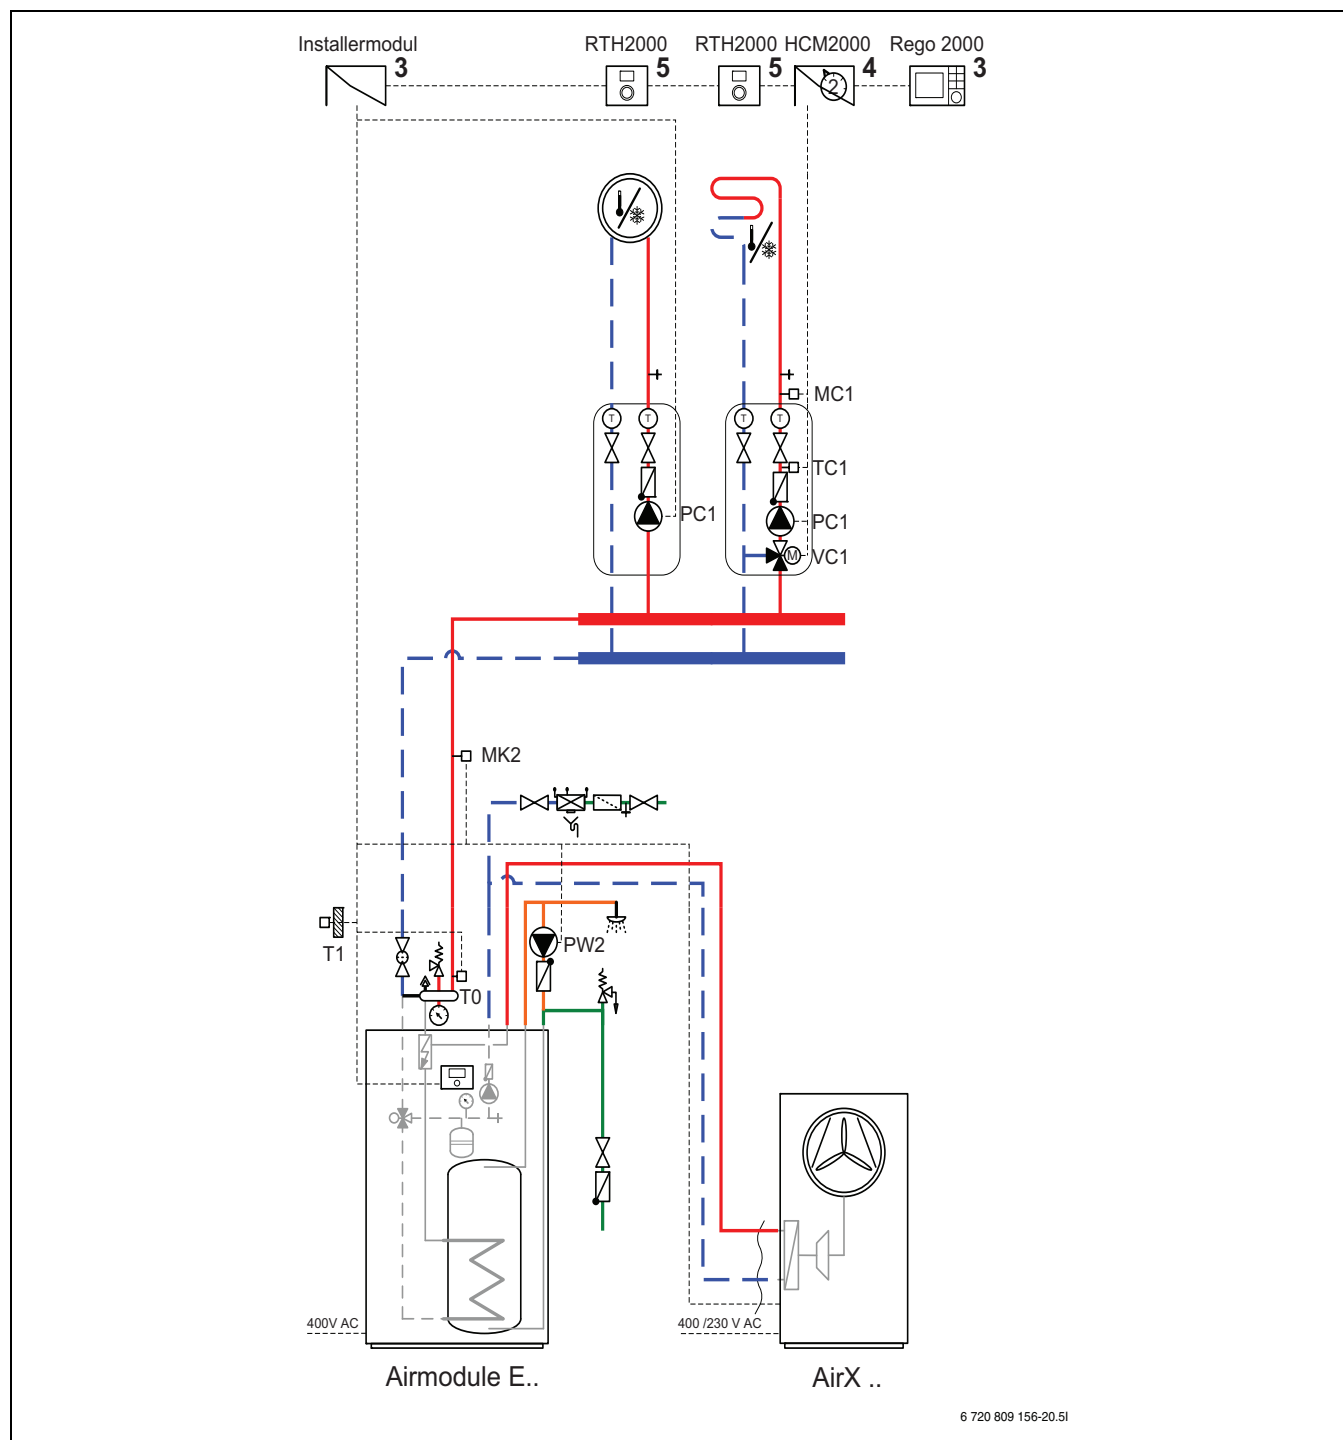 Installermodul
3
RTH2000
5
RTH2000
5
HCM2000
4
2
Rego 2000
3
MC1
T
T
T
T
TC1
PC1
PC1
M
VC1
MK2
T1
PW2
T0
400V AC
400 /230 V AC
Airmodule E..
AirX ..
6 720 809 156-20.5I